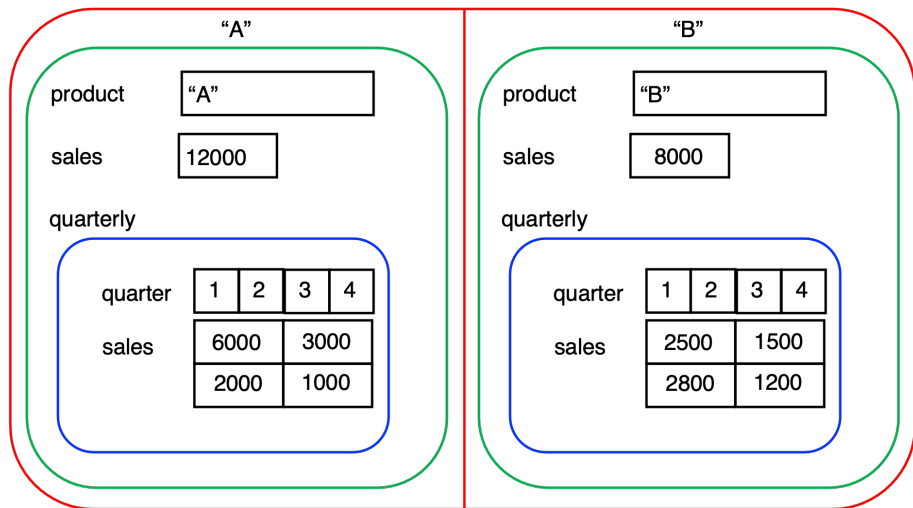 “A”
product “A”
sales 12000
quarterly
quarter 1 2 3 4
sales 6000 3000
2000 1000
“B”
product “B”
sales 8000
quarterly
quarter 1 2 3 4
sales 2500 1500
2800 1200